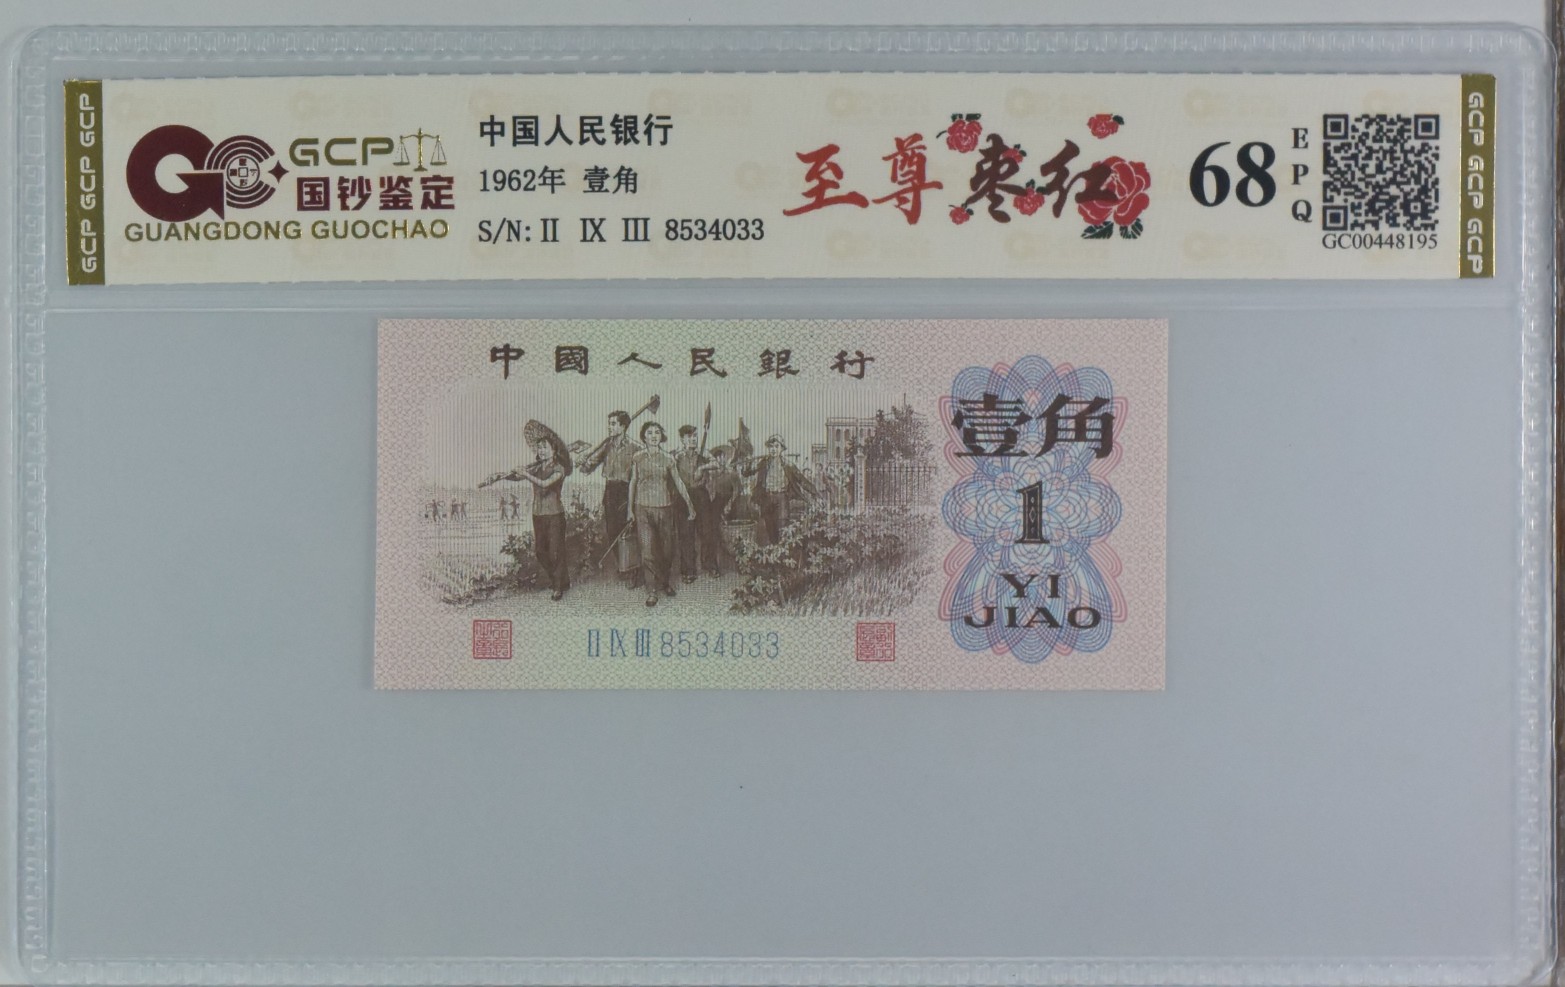 GCP GCP GCP
GCP
国钞鉴定
GUANGDONG GUOCHAO
中国人民银行
1962年 壹角
S/N: II IX III 8534033
至尊枣红
68
EPQ
GC00448195
GCP GCP GCP
中國人民銀行
壹角
1
YI
JIAO
II IX III 8534033